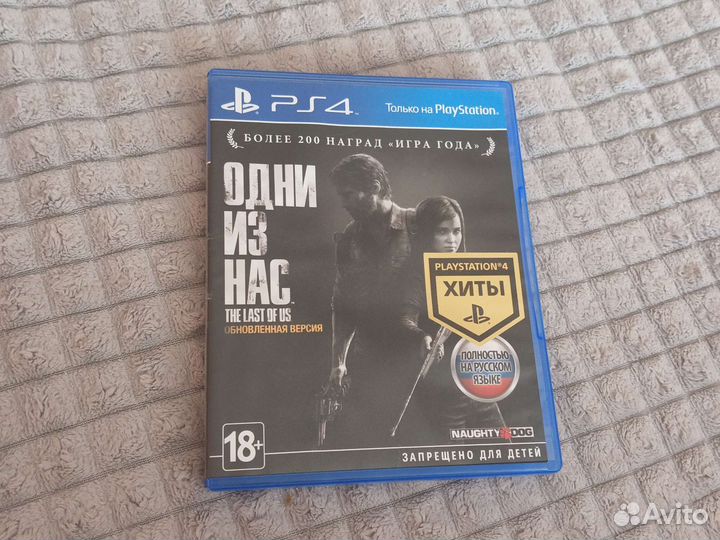 PS4
Только на PlayStation
БОЛЕЕ 200 НАГРАД «ИГРА ГОДА»
ОДНИ
ИЗ
НАС
THE LAST OF US
ОБНОВЛЕННАЯ ВЕРСИЯ
PLAYSTATION®4
ХИТЫ
ПОЛНОСТЬЮ
НА РУССКОМ
ЯЗЫКЕ
18+
NAUGHTY DOG
ЗАПРЕЩЕНО ДЛЯ ДЕТЕЙ
Avito